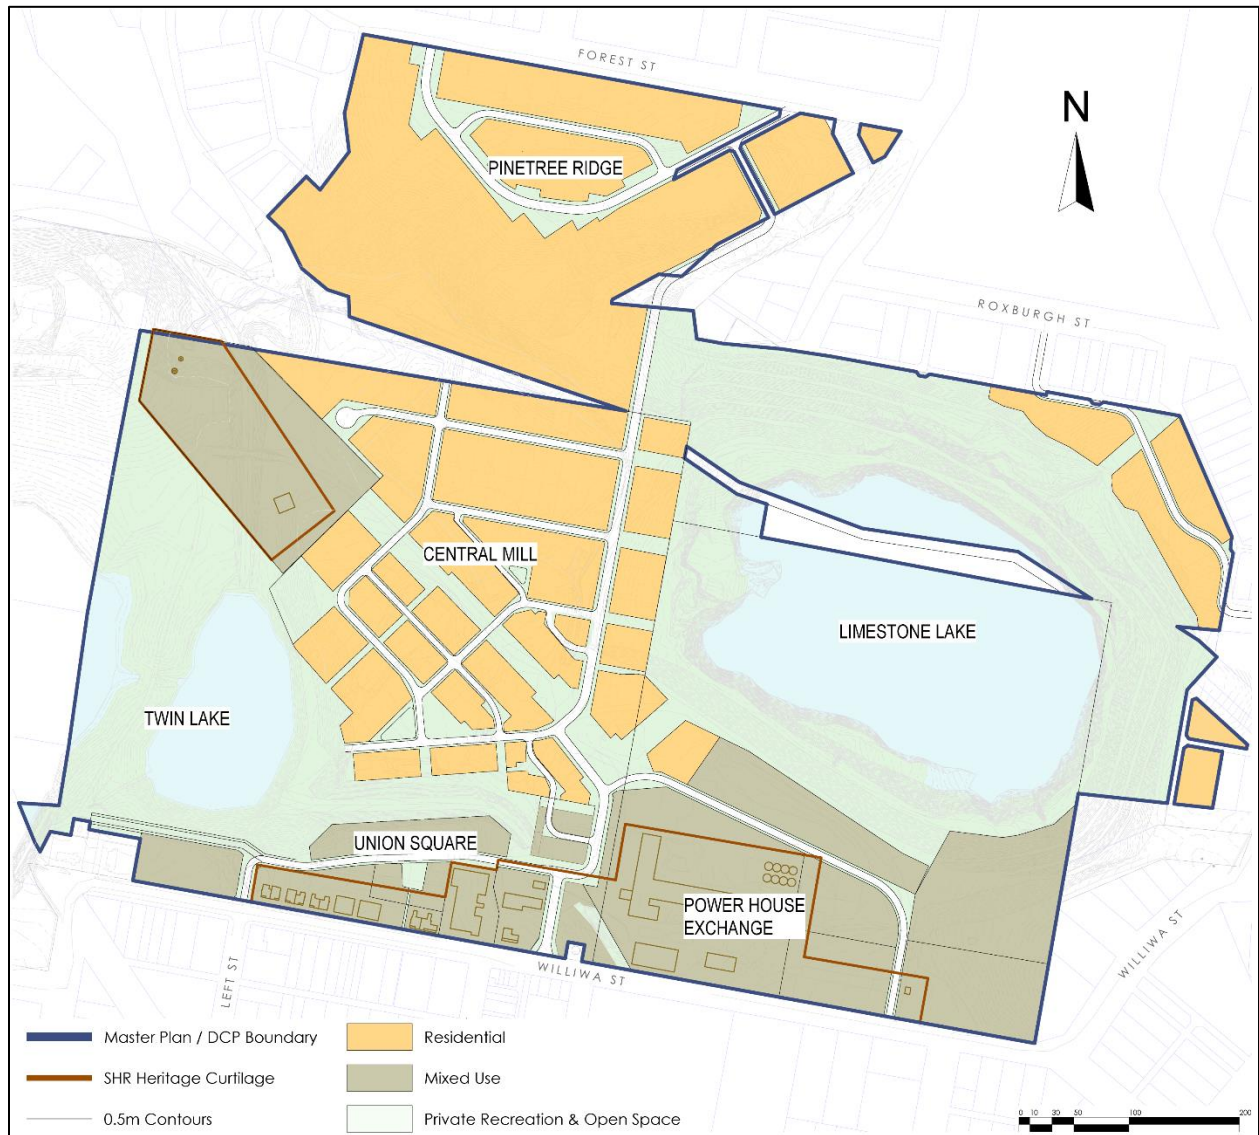 FOREST ST
N
PINETREE RIDGE
ROXBURGH ST
CENTRAL MILL
LIMESTONE LAKE
TWIN LAKE
UNION SQUARE
POWER HOUSE
EXCHANGE
WILLIWA ST
WILLIWA ST
LEFT ST
Master Plan / DCP Boundary
Residential
SHR Heritage Curtilage
Mixed Use
0.5m Contours
Private Recreation & Open Space
0 10 30 50 100 200